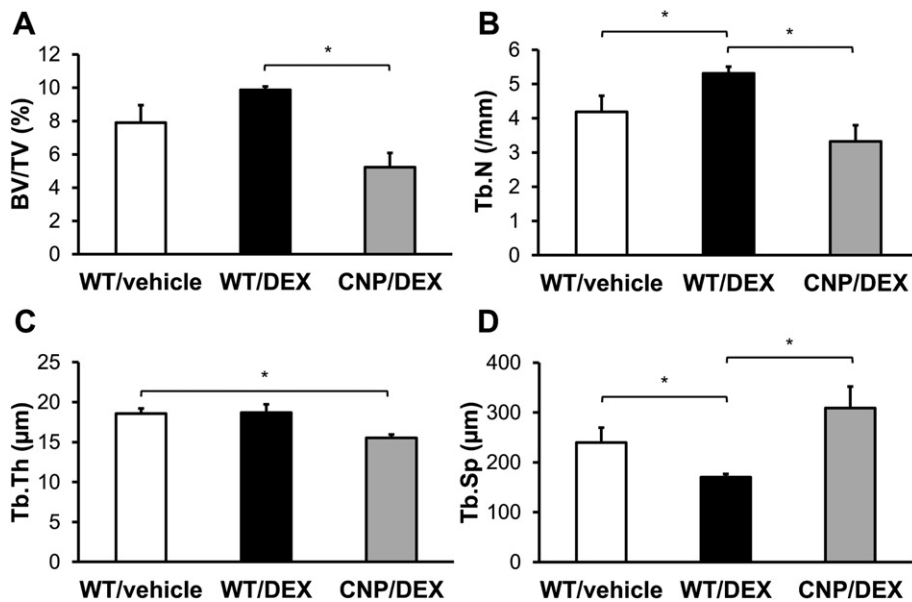 A
*
BV/TV (%)
12
10
8
6
4
2
0
WT/vehicle WT/DEX CNP/DEX
B
*
*
Tb.N (/mm)
6
5
4
3
2
1
0
WT/vehicle WT/DEX CNP/DEX
C
*
Tb.Th (μm)
25
20
15
10
5
0
WT/vehicle WT/DEX CNP/DEX
D
*
*
Tb.Sp (μm)
400
300
200
100
0
WT/vehicle WT/DEX CNP/DEX